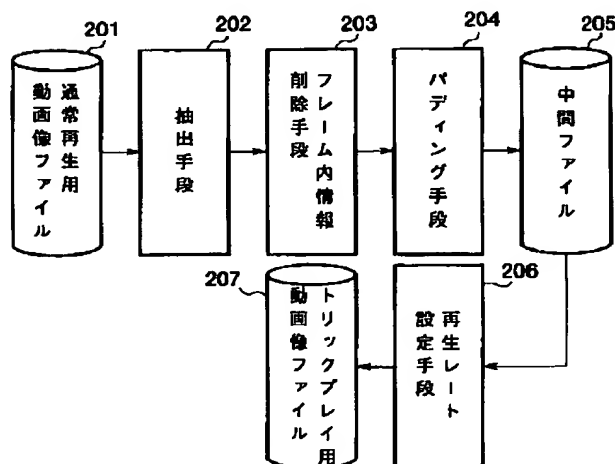 201
202
203
204
205
通常再生用
動画像ファイル
抽出手段
フレーム内情報
削除手段
パディング手段
中間ファイル
207
206
トリックプレイ用
動画像ファイル
再生レート
設定手段